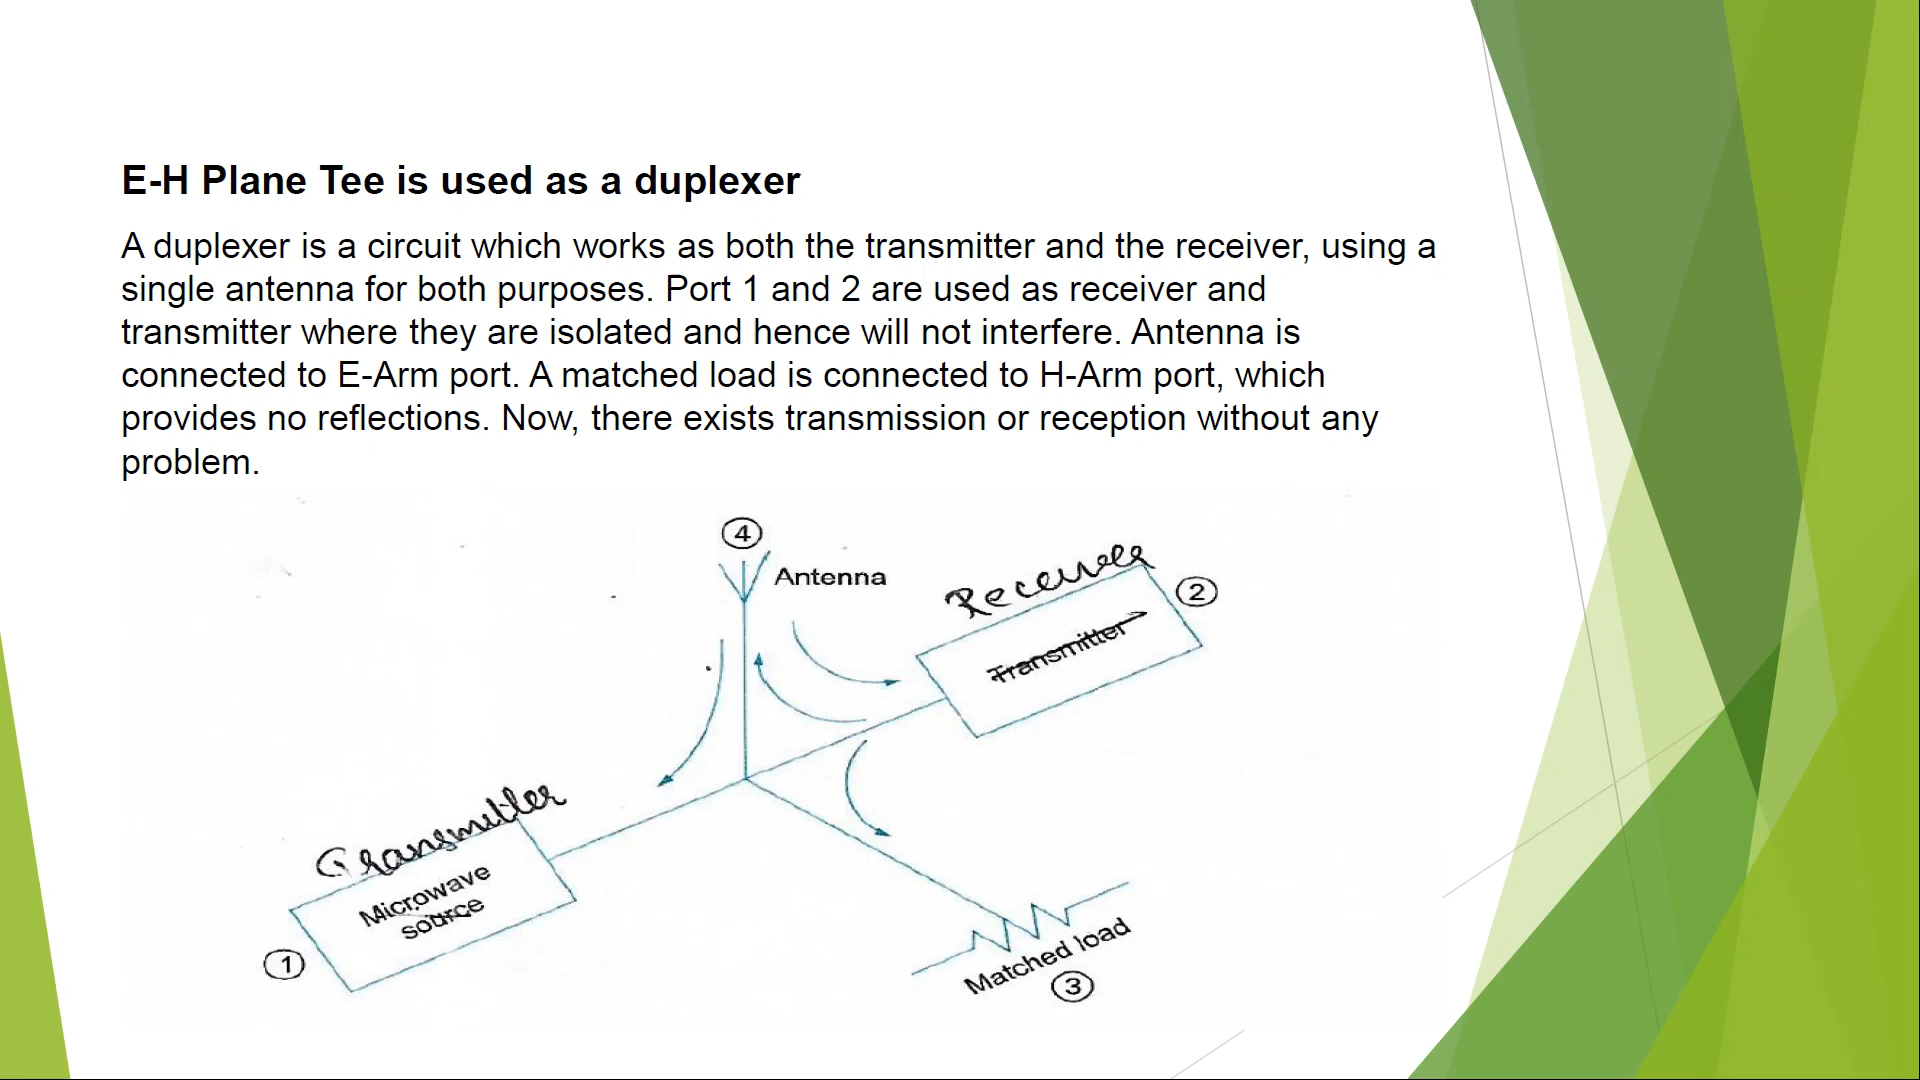 E-H Plane Tee is used as a duplexer
A duplexer is a circuit which works as both the transmitter and the receiver, using a
single antenna for both purposes. Port 1 and 2 are used as receiver and
transmitter where they are isolated and hence will not interfere. Antenna is
connected to E-Arm port. A matched load is connected to H-Arm port, which
provides no reflections. Now, there exists transmission or reception without any
problem.
4
Antenna
Receiver
2
Transmitter
Transmitter
Microwave
source
1
Matched load
3